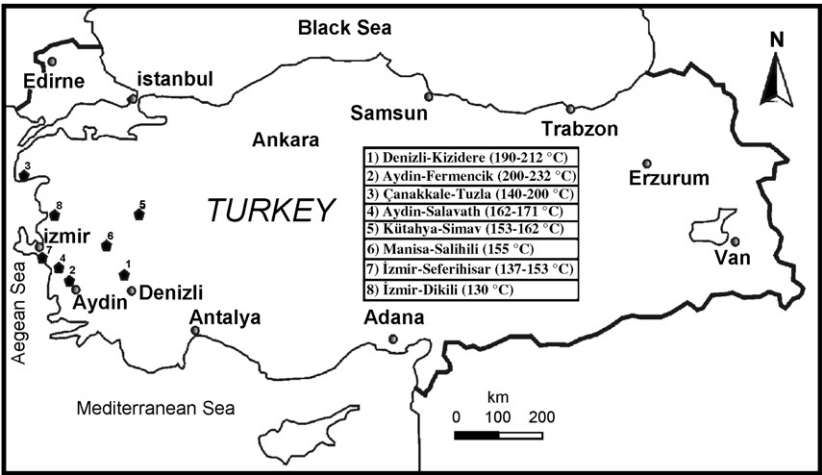 Black Sea
N
Edirne
istanbul
Samsun
Trabzon
Ankara
Erzurum
1) Denizli-Kizidere (190-212 °C)
2) Aydin-Fermencik (200-232 °C)
3) Çanakkale-Tuzla (140-200 °C)
4) Aydin-Salavath (162-171 °C)
5) Kütahya-Simav (153-162 °C)
6) Manisa-Salihili (155 °C)
7) İzmir-Seferihisar (137-153 °C)
8) İzmir-Dikili (130 °C)
3
8
5
TURKEY
izmir
6
7
4
2
1
Van
Aegean Sea
Aydin
Denizli
Antalya
Adana
Mediterranean Sea
km
0 100 200